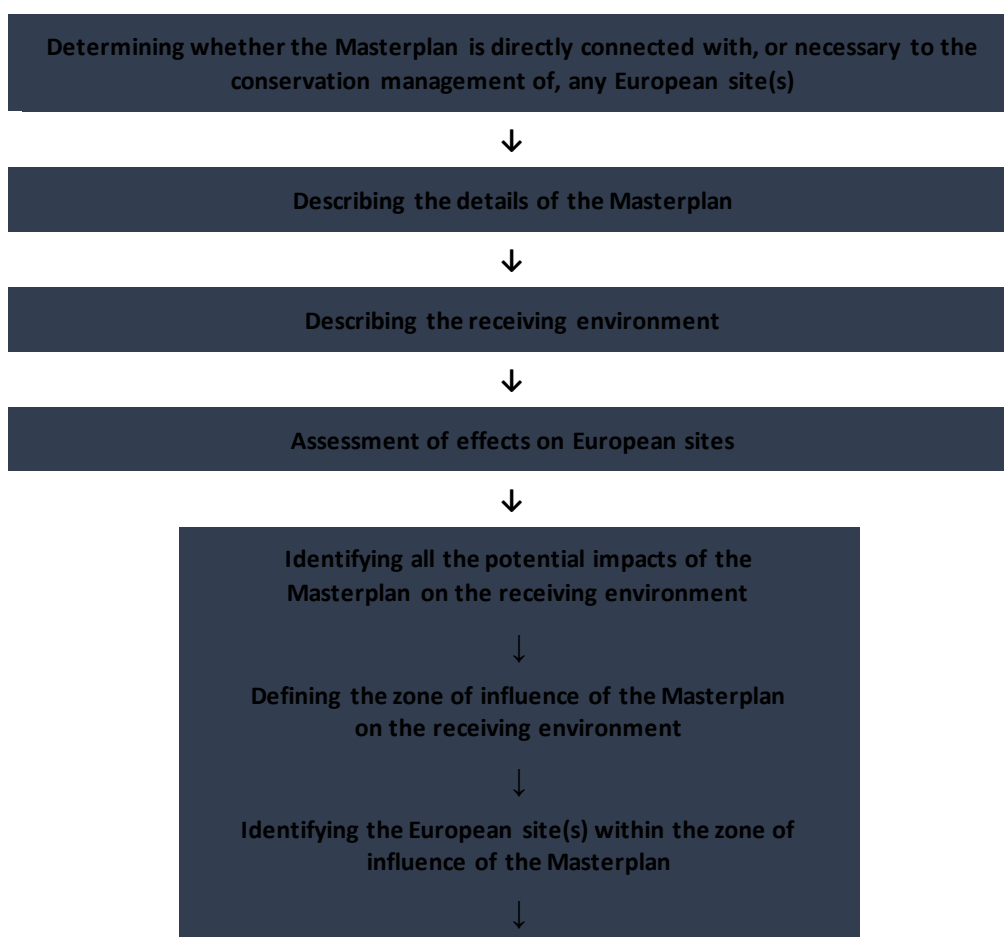 Determining whether the Masterplan is directly connected with, or necessary to the
conservation management of, any European site(s)
↓
Describing the details of the Masterplan
↓
Describing the receiving environment
↓
Assessment of effects on European sites
↓
Identifying all the potential impacts of the
Masterplan on the receiving environment
↓
Defining the zone of influence of the Masterplan
on the receiving environment
↓
Identifying the European site(s) within the zone of
influence of the Masterplan
↓